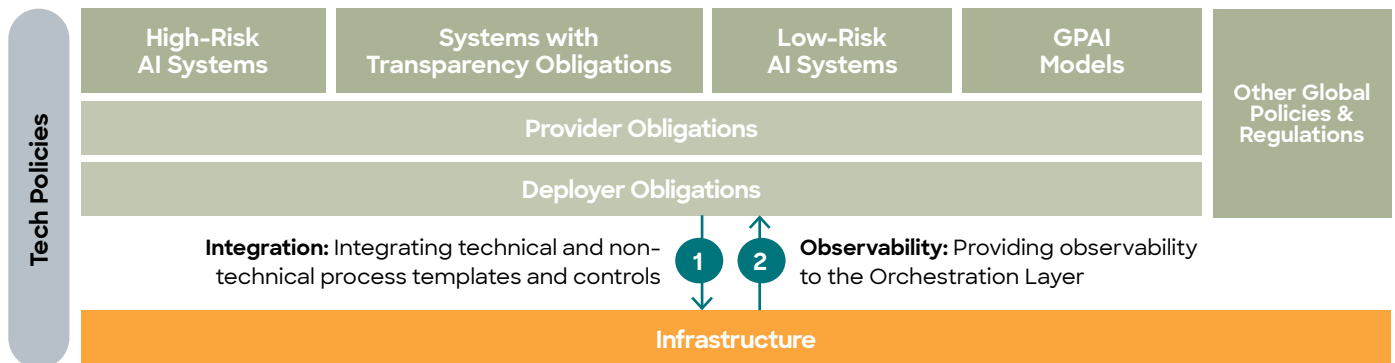 Tech Policies
High-Risk
AI Systems
Systems with
Transparency Obligations
Low-Risk
AI Systems
GPAI
Models
Other Global
Policies &
Regulations
Provider Obligations
Deployer Obligations
Integration: Integrating technical and non-
technical process templates and controls
1
2
Observability: Providing observability
to the Orchestration Layer
Infrastructure